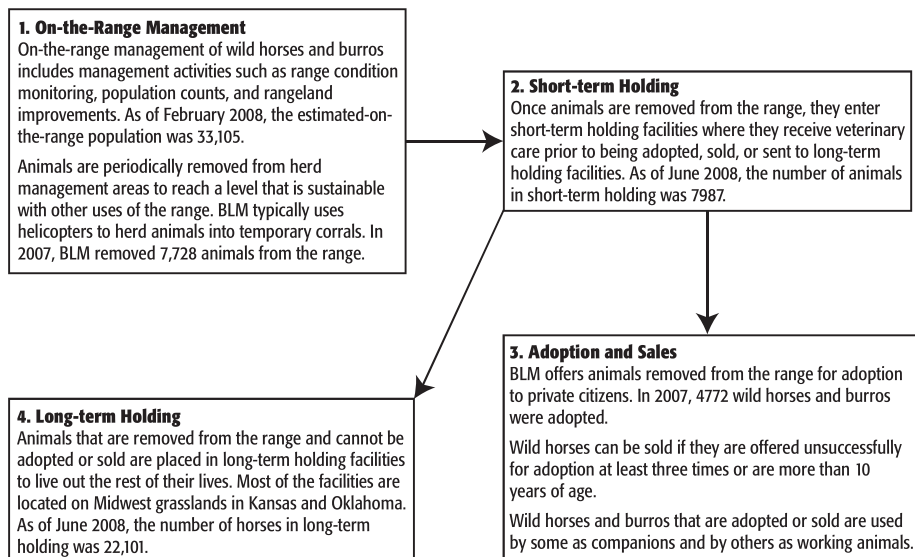 1. On-the-Range Management
On-the-range management of wild horses and burros
includes management activities such as range condition
monitoring, population counts, and rangeland
improvements. As of February 2008, the estimated-on-
the-range population was 33,105.
Animals are periodically removed from herd
management areas to reach a level that is sustainable
with other uses of the range. BLM typically uses
helicopters to herd animals into temporary corrals. In
2007, BLM removed 7,728 animals from the range.
2. Short-term Holding
Once animals are removed from the range, they enter
short-term holding facilities where they receive veterinary
care prior to being adopted, sold, or sent to long-term
holding facilities. As of June 2008, the number of animals
in short-term holding was 7987.
3. Adoption and Sales
BLM offers animals removed from the range for adoption
to private citizens. In 2007, 4772 wild horses and burros
were adopted.
Wild horses can be sold if they are offered unsuccessfully
for adoption at least three times or are more than 10
years of age.
Wild horses and burros that are adopted or sold are used
by some as companions and by others as working animals.
4. Long-term Holding
Animals that are removed from the range and cannot be
adopted or sold are placed in long-term holding facilities
to live out the rest of their lives. Most of the facilities are
located on Midwest grasslands in Kansas and Oklahoma.
As of June 2008, the number of horses in long-term
holding was 22,101.